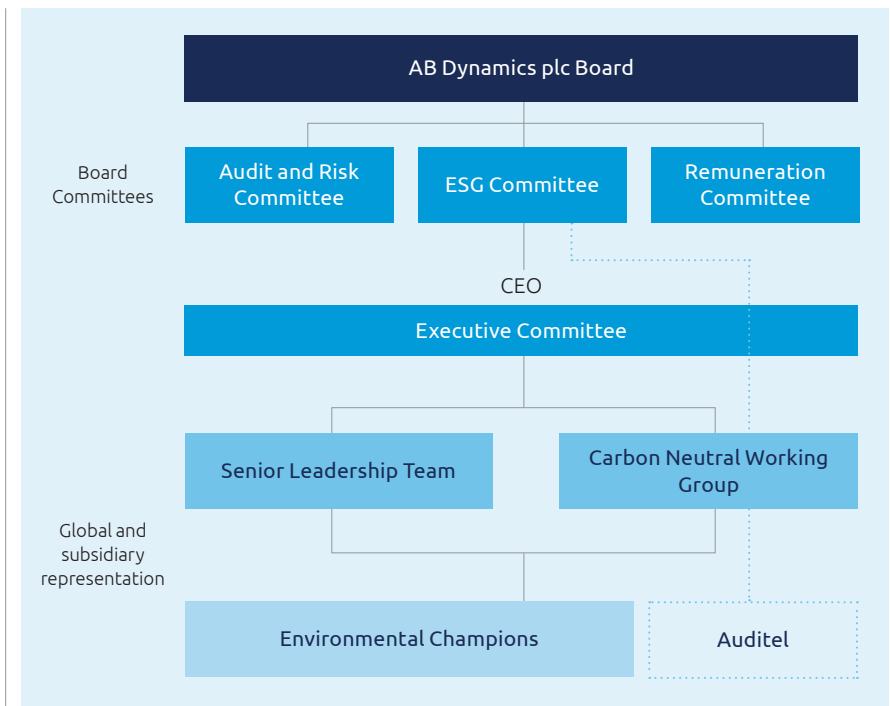 AB Dynamics plc Board
Board
Committees
Audit and Risk
Committee
ESG Committee
Remuneration
Committee
CEO
Executive Committee
Senior Leadership Team
Carbon Neutral Working
Group
Global and
subsidiary
representation
Environmental Champions
Auditel